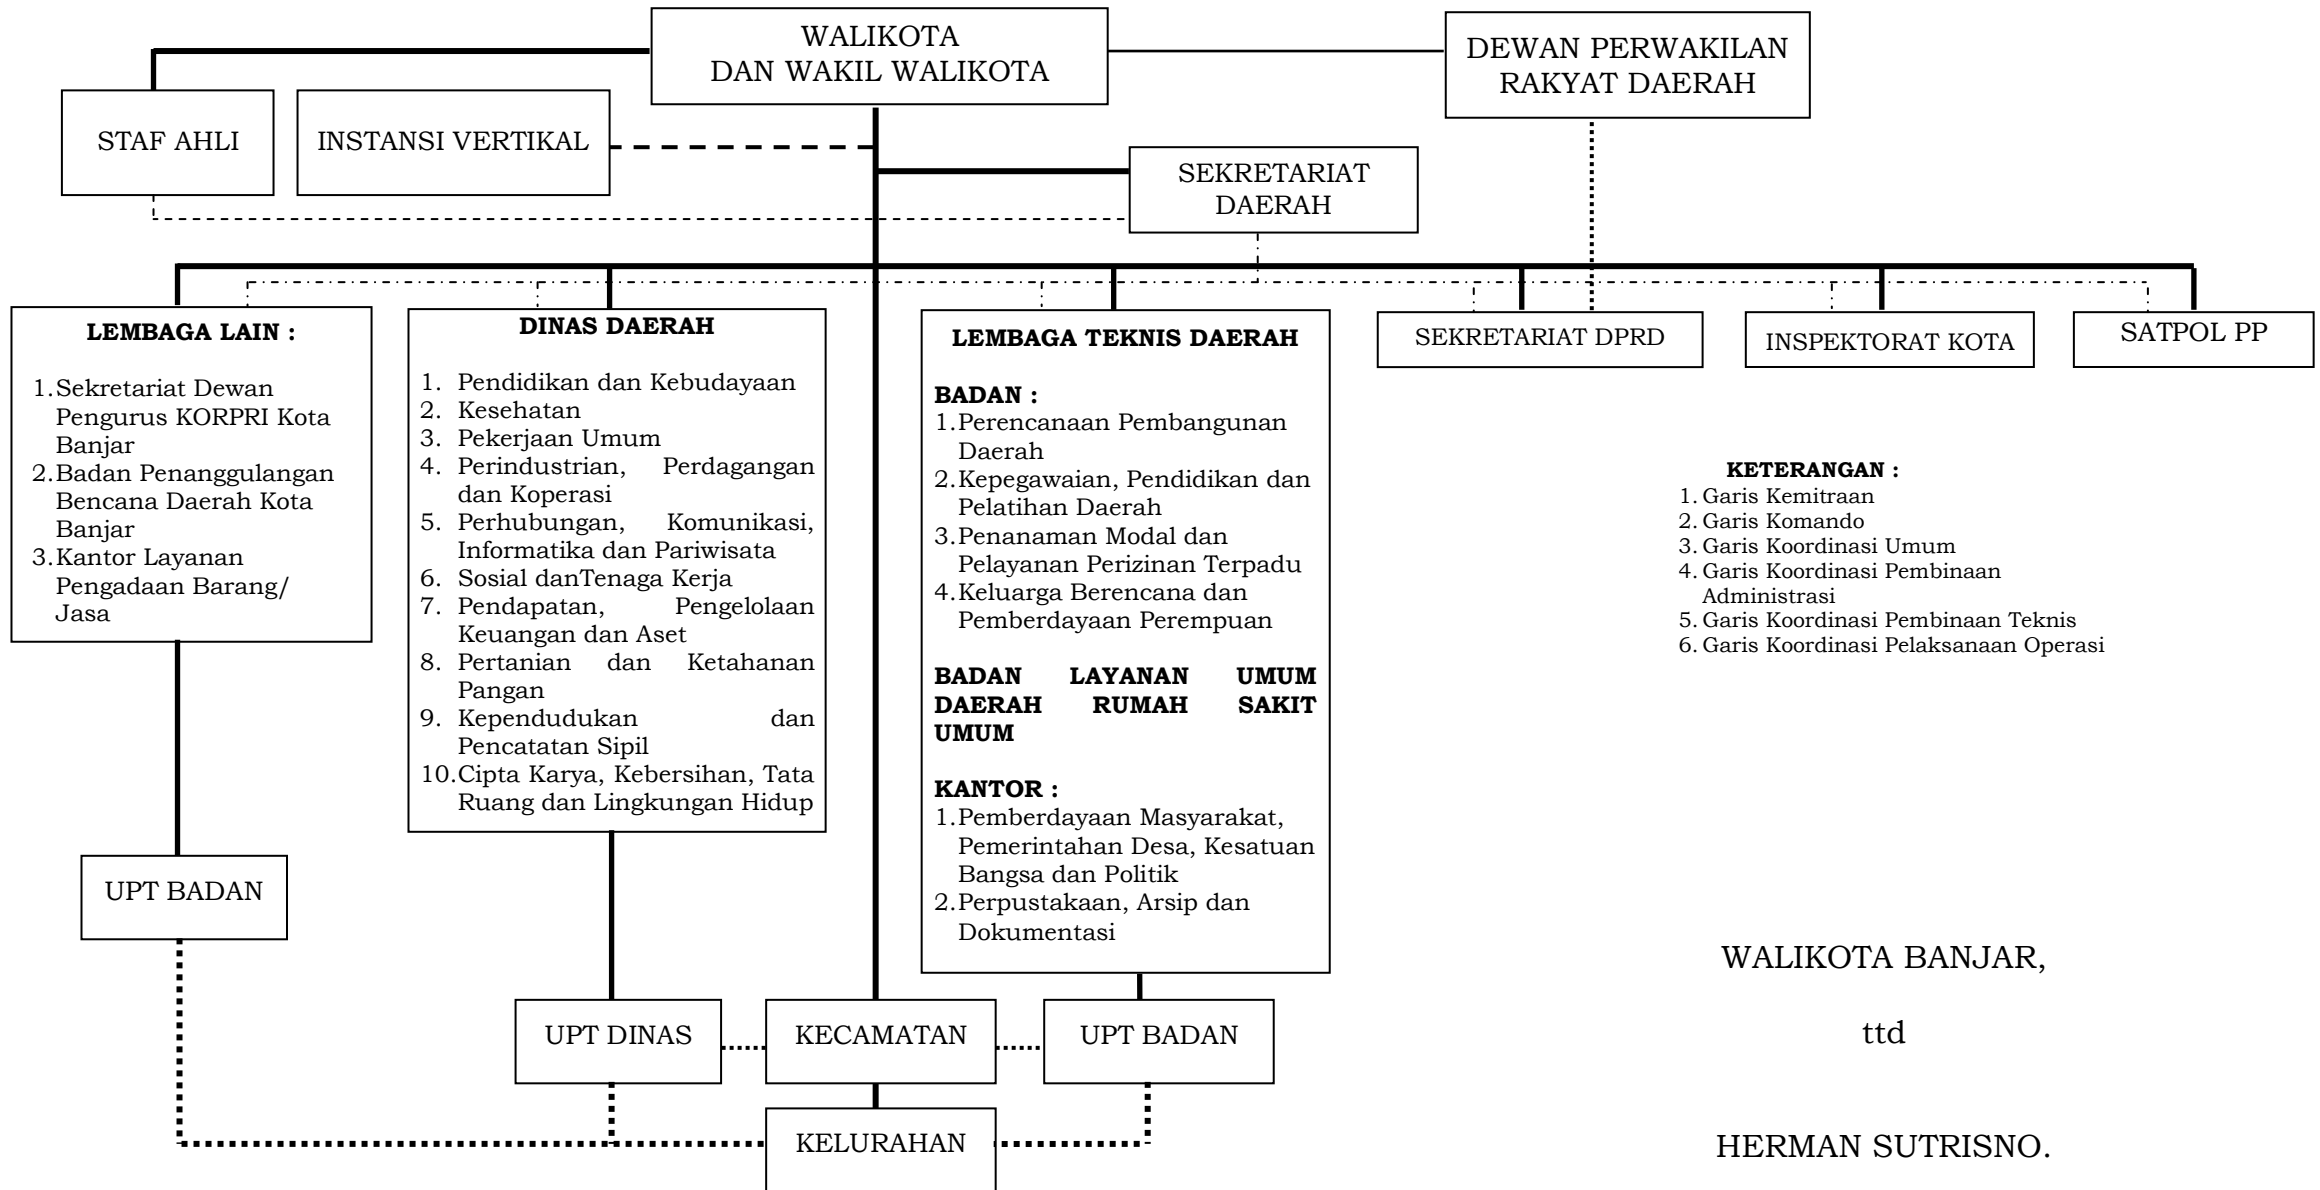 WALIKOTA
DAN WAKIL WALIKOTA
DEWAN PERWAKILAN
RAKYAT DAERAH
STAF AHLI
INSTANSI VERTIKAL
SEKRETARIAT
DAERAH
LEMBAGA LAIN :
1.Sekretariat Dewan
Pengurus KORPRI Kota
Banjar
2.Badan Penanggulangan
Bencana Daerah Kota
Banjar
3.Kantor Layanan
Pengadaan Barang/
Jasa
DINAS DAERAH
1. Pendidikan dan Kebudayaan
2. Kesehatan
3. Pekerjaan Umum
4. Perindustrian, Perdagangan
dan Koperasi
5. Perhubungan, Komunikasi,
Informatika dan Pariwisata
6. Sosial danTenaga Kerja
7. Pendapatan, Pengelolaan
Keuangan dan Aset
8. Pertanian dan Ketahanan
Pangan
9. Kependudukan dan
Pencatatan Sipil
10.Cipta Karya, Kebersihan, Tata
Ruang dan Lingkungan Hidup
LEMBAGA TEKNIS DAERAH
BADAN :
1.Perencanaan Pembangunan
Daerah
2.Kepegawaian, Pendidikan dan
Pelatihan Daerah
3.Penanaman Modal dan
Pelayanan Perizinan Terpadu
4.Keluarga Berencana dan
Pemberdayaan Perempuan
BADAN LAYANAN UMUM
DAERAH RUMAH SAKIT
UMUM
KANTOR :
1.Pemberdayaan Masyarakat,
Pemerintahan Desa, Kesatuan
Bangsa dan Politik
2.Perpustakaan, Arsip dan
Dokumentasi
SEKRETARIAT DPRD
INSPEKTORAT KOTA
SATPOL PP
KETERANGAN :
1. Garis Kemitraan
2. Garis Komando
3. Garis Koordinasi Umum
4. Garis Koordinasi Pembinaan
Administrasi
5. Garis Koordinasi Pembinaan Teknis
6. Garis Koordinasi Pelaksanaan Operasi
UPT BADAN
UPT DINAS
KECAMATAN
UPT BADAN
KELURAHAN
WALIKOTA BANJAR,
ttd
HERMAN SUTRISNO.